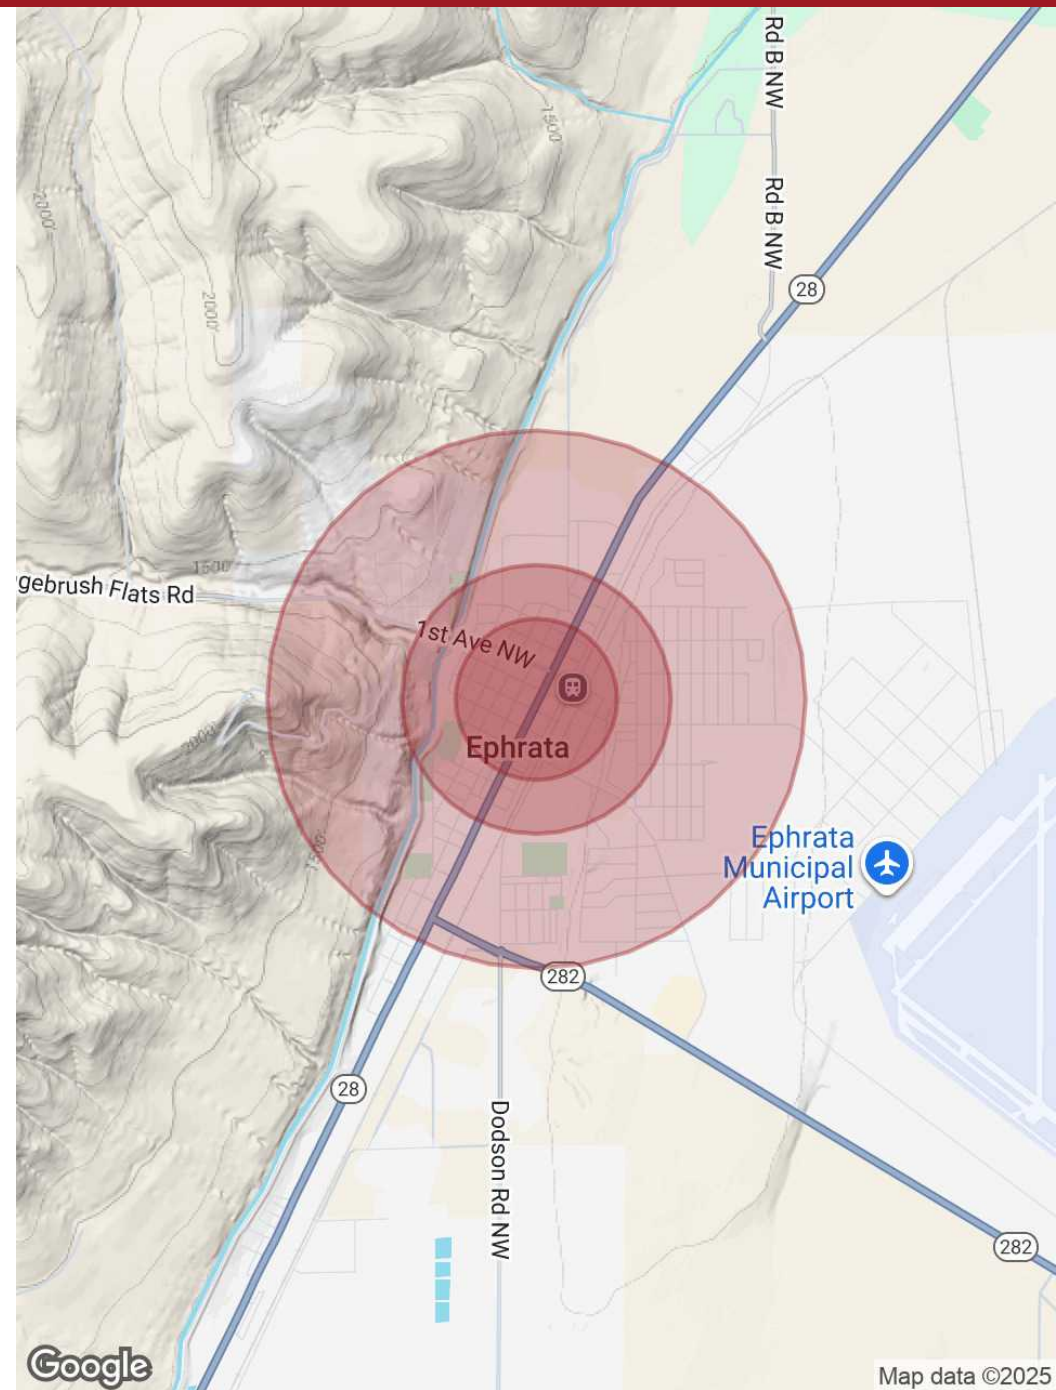 Rd B NW
1500'
Rd B NW
2000'
28
2000'
1500'
gebrush Flats Rd
1st Ave NW
2000'
Ephrata
1500'
Ephrata
Municipal
Airport
282
28
Dodson Rd NW
282
Google
Map data ©2025